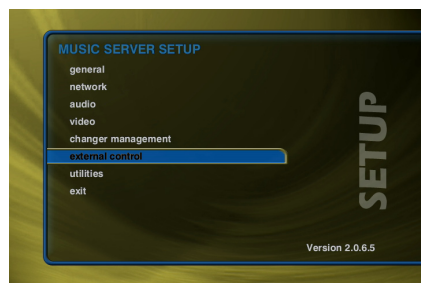 MUSIC SERVER SETUP
general
network
audio
video
changer management
external control
utilities
exit
SETUP
Version 2.0.6.5